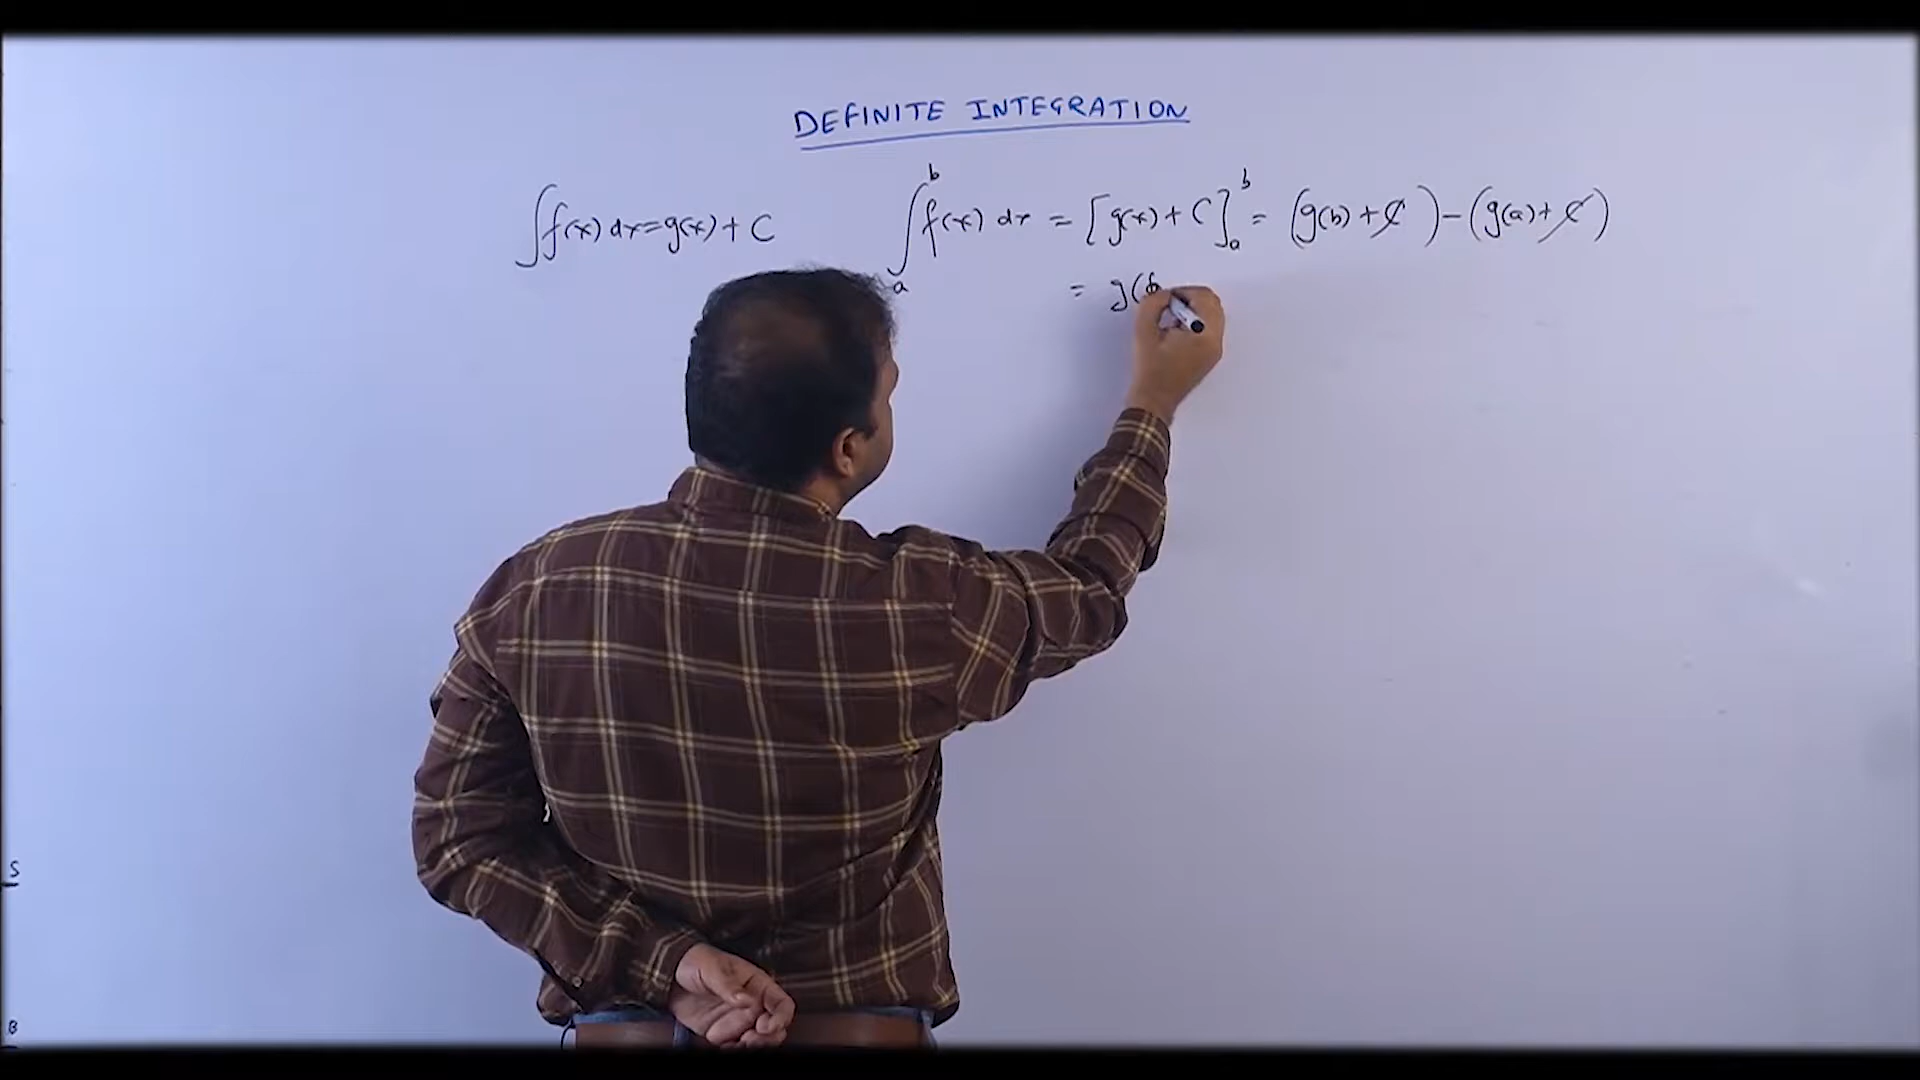 DEFINITE INTEGRATION
∫f(x) dx = g(x) + C
∫ₐᵇ f(x) dx = [g(x) + C]ₐᵇ = (g(b) + C) - (g(a) + C)
= g(b
S
B